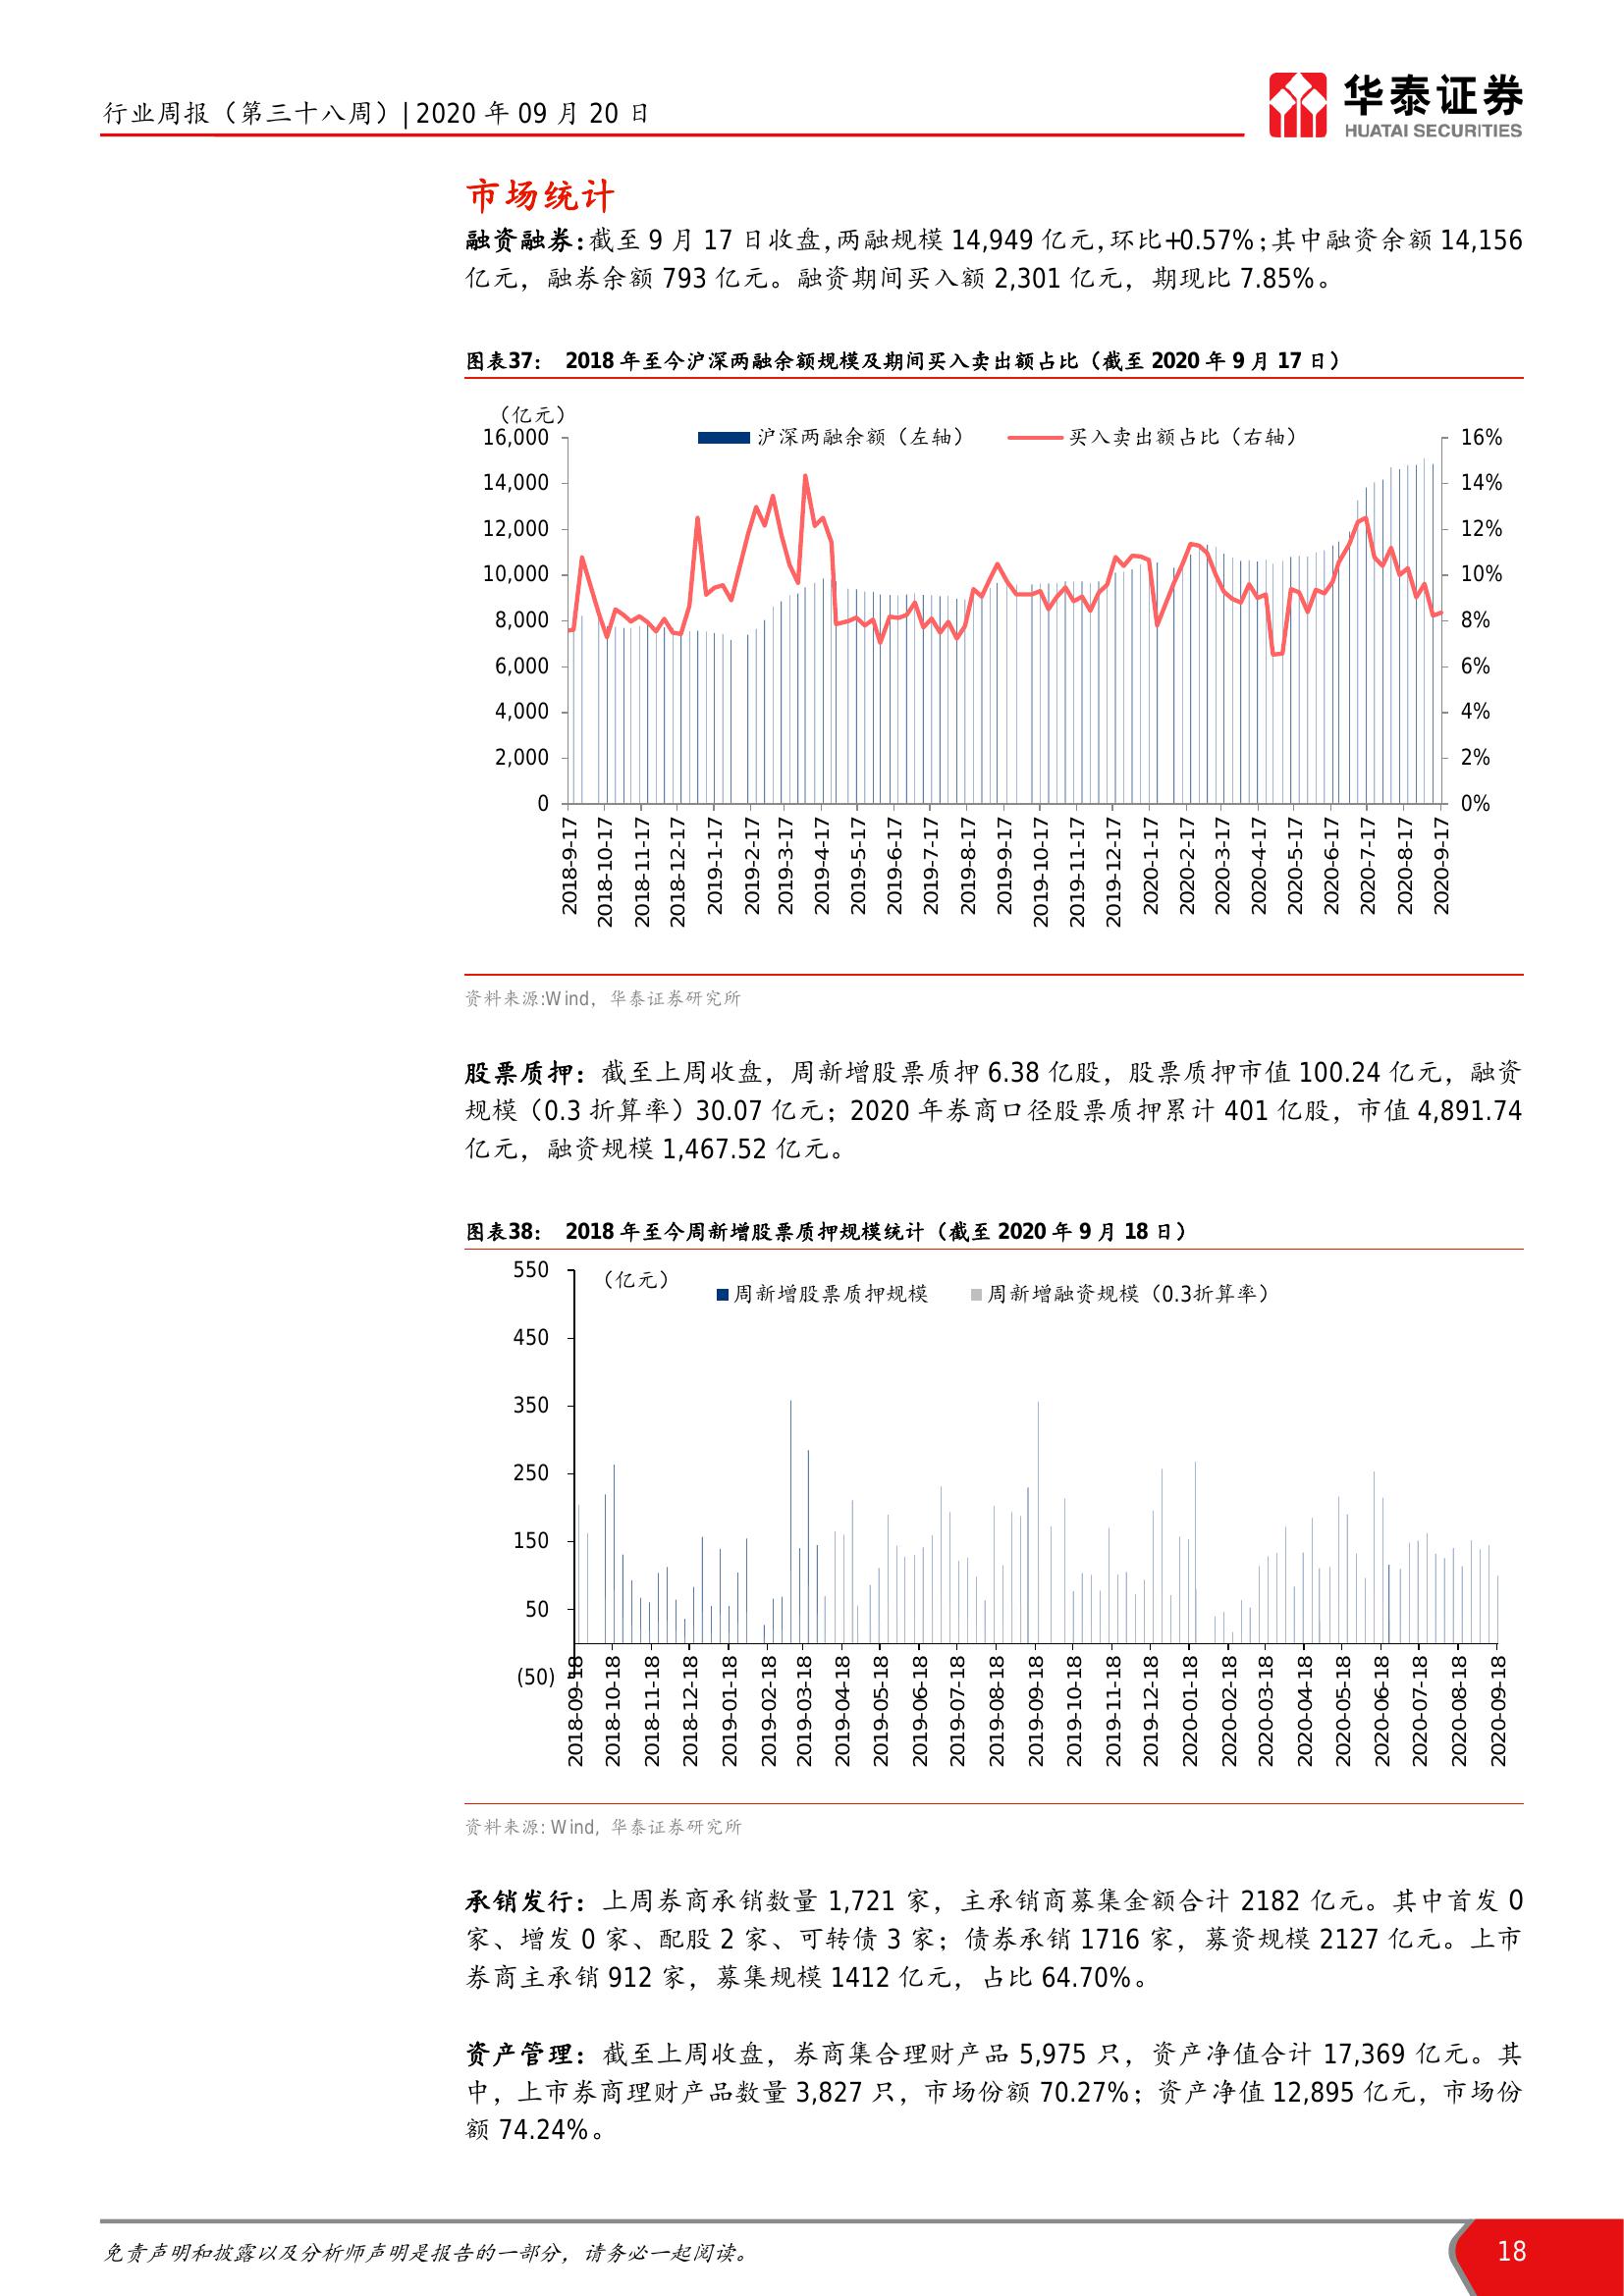 行业周报（第三十八周）| 2020 年 09 月 20 日
华泰证券
HUATAI SECURITIES
市场统计
融资融券：截至 9 月 17 日收盘，两融规模 14,949 亿元，环比+0.57%；其中融资余额 14,156
亿元，融券余额 793 亿元。融资期间买入额 2,301 亿元，期现比 7.85%。
图表37： 2018 年至今沪深两融余额规模及期间买入卖出额占比（截至 2020 年 9 月 17 日）
（亿元）
沪深两融余额（左轴） 买入卖出额占比（右轴）
16,000 16%
14,000 14%
12,000 12%
10,000 10%
8,000 8%
6,000 6%
4,000 4%
2,000 2%
0 0%
2018-9-17
2018-10-17
2018-11-17
2018-12-17
2019-1-17
2019-2-17
2019-3-17
2019-4-17
2019-5-17
2019-6-17
2019-7-17
2019-8-17
2019-9-17
2019-10-17
2019-11-17
2019-12-17
2020-1-17
2020-2-17
2020-3-17
2020-4-17
2020-5-17
2020-6-17
2020-7-17
2020-8-17
2020-9-17
资料来源:Wind，华泰证券研究所
股票质押：截至上周收盘，周新增股票质押 6.38 亿股，股票质押市值 100.24 亿元，融资
规模（0.3 折算率）30.07 亿元；2020 年券商口径股票质押累计 401 亿股，市值 4,891.74
亿元，融资规模 1,467.52 亿元。
图表38： 2018 年至今周新增股票质押规模统计（截至 2020 年 9 月 18 日）
（亿元）
周新增股票质押规模 周新增融资规模（0.3折算率）
550
450
350
250
150
50
(50)
2018-09-18
2018-10-18
2018-11-18
2018-12-18
2019-01-18
2019-02-18
2019-03-18
2019-04-18
2019-05-18
2019-06-18
2019-07-18
2019-08-18
2019-09-18
2019-10-18
2019-11-18
2019-12-18
2020-01-18
2020-02-18
2020-03-18
2020-04-18
2020-05-18
2020-06-18
2020-07-18
2020-08-18
2020-09-18
资料来源: Wind, 华泰证券研究所
承销发行：上周券商承销数量 1,721 家，主承销商募集金额合计 2182 亿元。其中首发 0
家、增发 0 家、配股 2 家、可转债 3 家；债券承销 1716 家，募资规模 2127 亿元。上市
券商主承销 912 家，募集规模 1412 亿元，占比 64.70%。
资产管理：截至上周收盘，券商集合理财产品 5,975 只，资产净值合计 17,369 亿元。其
中，上市券商理财产品数量 3,827 只，市场份额 70.27%；资产净值 12,895 亿元，市场份
额 74.24%。
免责声明和披露以及分析师声明是报告的一部分，请务必一起阅读。
18